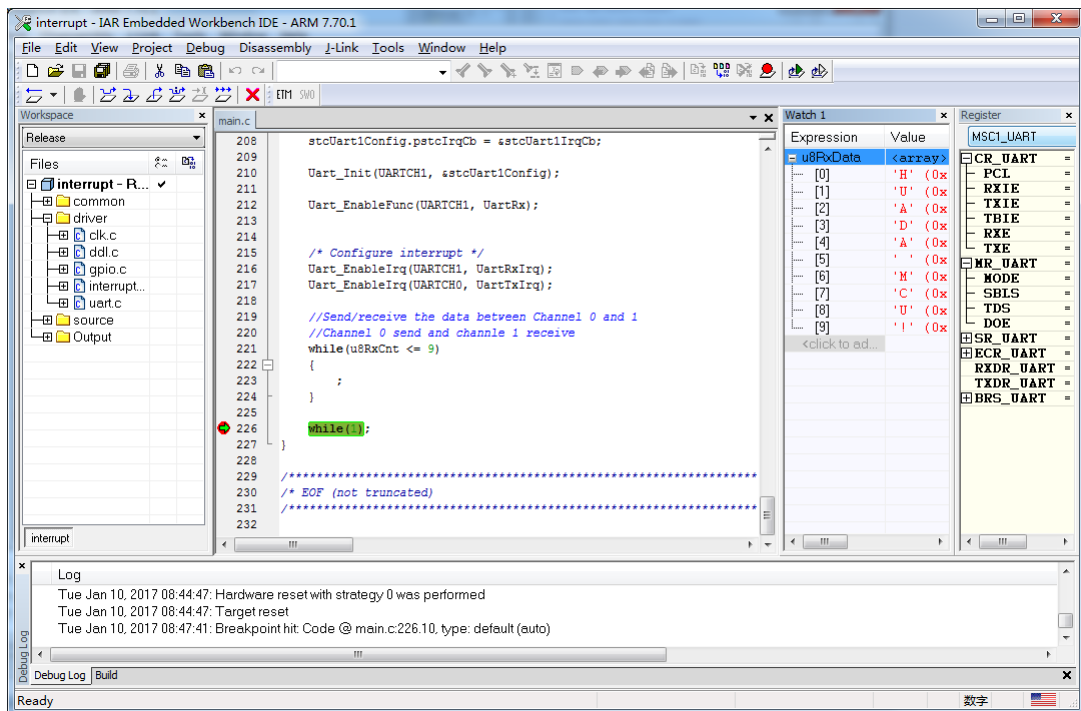 interrupt - IAR Embedded Workbench IDE - ARM 7.70.1
File Edit View Project Debug Disassembly J-Link Tools Window Help
ETM SWO
Workspace
Release
Files
interrupt - R...
common
driver
clk.c
ddl.c
gpio.c
interrupt...
uart.c
source
Output
interrupt
main.c
208 stcUart1Config.pstcIrqCb = &stcUart1IrqCb;
209
210 Uart_Init(UARTCH1, &stcUart1Config);
211
212 Uart_EnableFunc(UARTCH1, UartRx);
213
214
215 /* Configure interrupt */
216 Uart_EnableIrq(UARTCH1, UartRxIrq);
217 Uart_EnableIrq(UARTCH0, UartTxIrq);
218
219 //Send/receive the data between Channel 0 and 1
220 //Channel 0 send and channle 1 receive
221 while(u8RxCnt <= 9)
222 {
223 ;
224 }
225
226 while(1);
227 }
228
229 /******************************************************************
230 /* EOF (not truncated)
231 /******************************************************************
232
Watch 1
Expression Value
u8RxData <array>
[0] 'H' (0x
[1] 'U' (0x
[2] 'A' (0x
[3] 'D' (0x
[4] 'A' (0x
[5] ' ' (0x
[6] 'M' (0x
[7] 'C' (0x
[8] 'U' (0x
[9] '!' (0x
<click to ad...
Register
MSC1_UART
CR_UART =
PCL =
RXIE =
TXIE =
TBIE =
RXE =
TXE =
MR_UART =
MODE =
SBLS =
TDS =
DOE =
SR_UART =
ECR_UART =
RXDR_UART =
TXDR_UART =
BRS_UART =
Debug Log
Log
Tue Jan 10, 2017 08:44:47: Hardware reset with strategy 0 was performed
Tue Jan 10, 2017 08:44:47: Target reset
Tue Jan 10, 2017 08:47:41: Breakpoint hit: Code @ main.c:226.10, type: default (auto)
Debug Log Build
Ready 数字